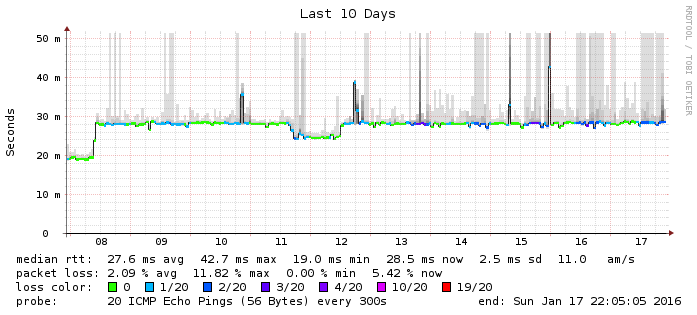 Last 10 Days
RRDTOOL / TOBI OETIKER
Seconds
50 m
40 m
30 m
20 m
10 m
0
08 09 10 11 12 13 14 15 16 17
median rtt: 27.6 ms avg 42.7 ms max 19.0 ms min 28.5 ms now 2.5 ms sd 11.0 am/s
packet loss: 2.09 % avg 11.82 % max 0.00 % min 5.42 % now
loss color: 0 1/20 2/20 3/20 4/20 10/20 19/20
probe: 20 ICMP Echo Pings (56 Bytes) every 300s end: Sun Jan 17 22:05:05 2016